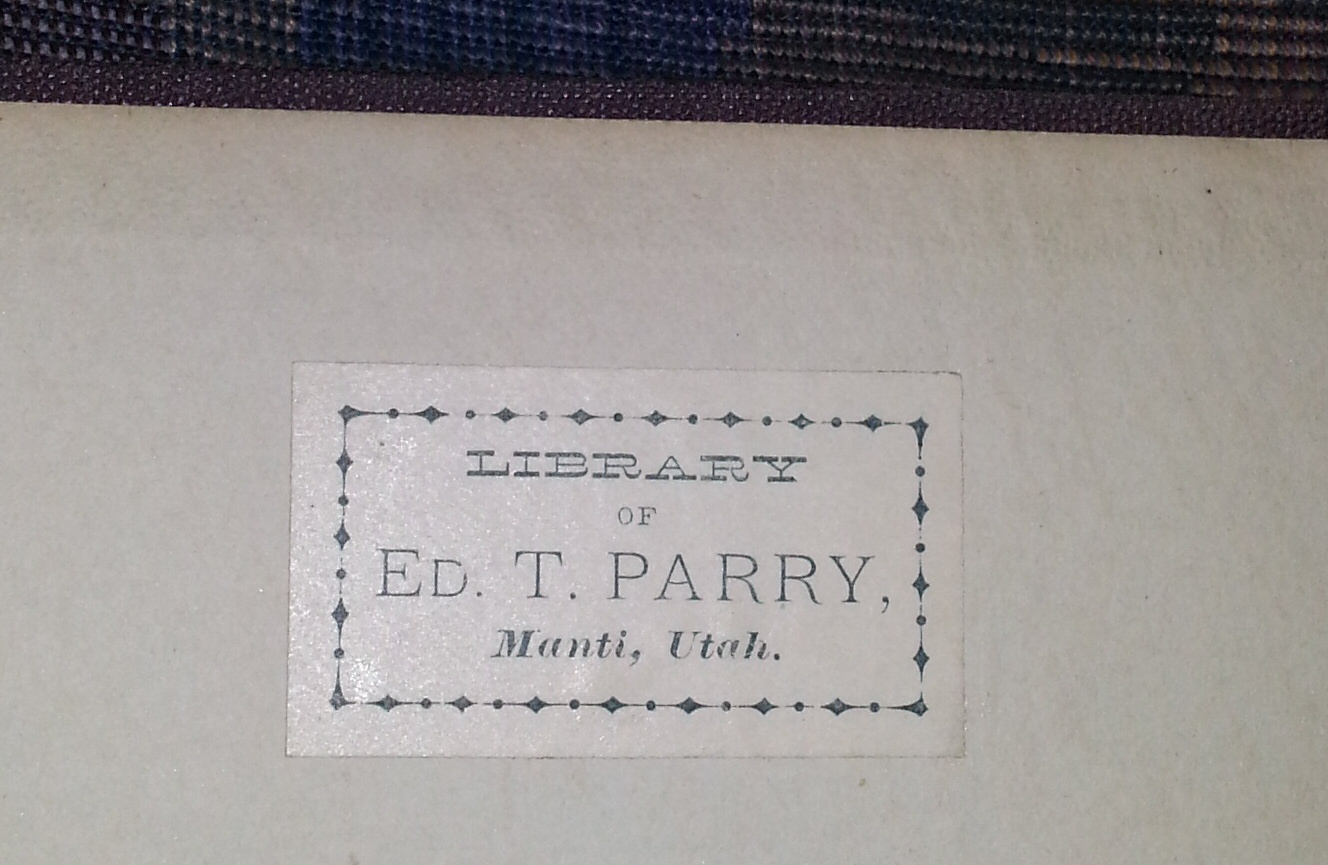 LIBRARY
OF
ED. T. PARRY,
Manti, Utah.